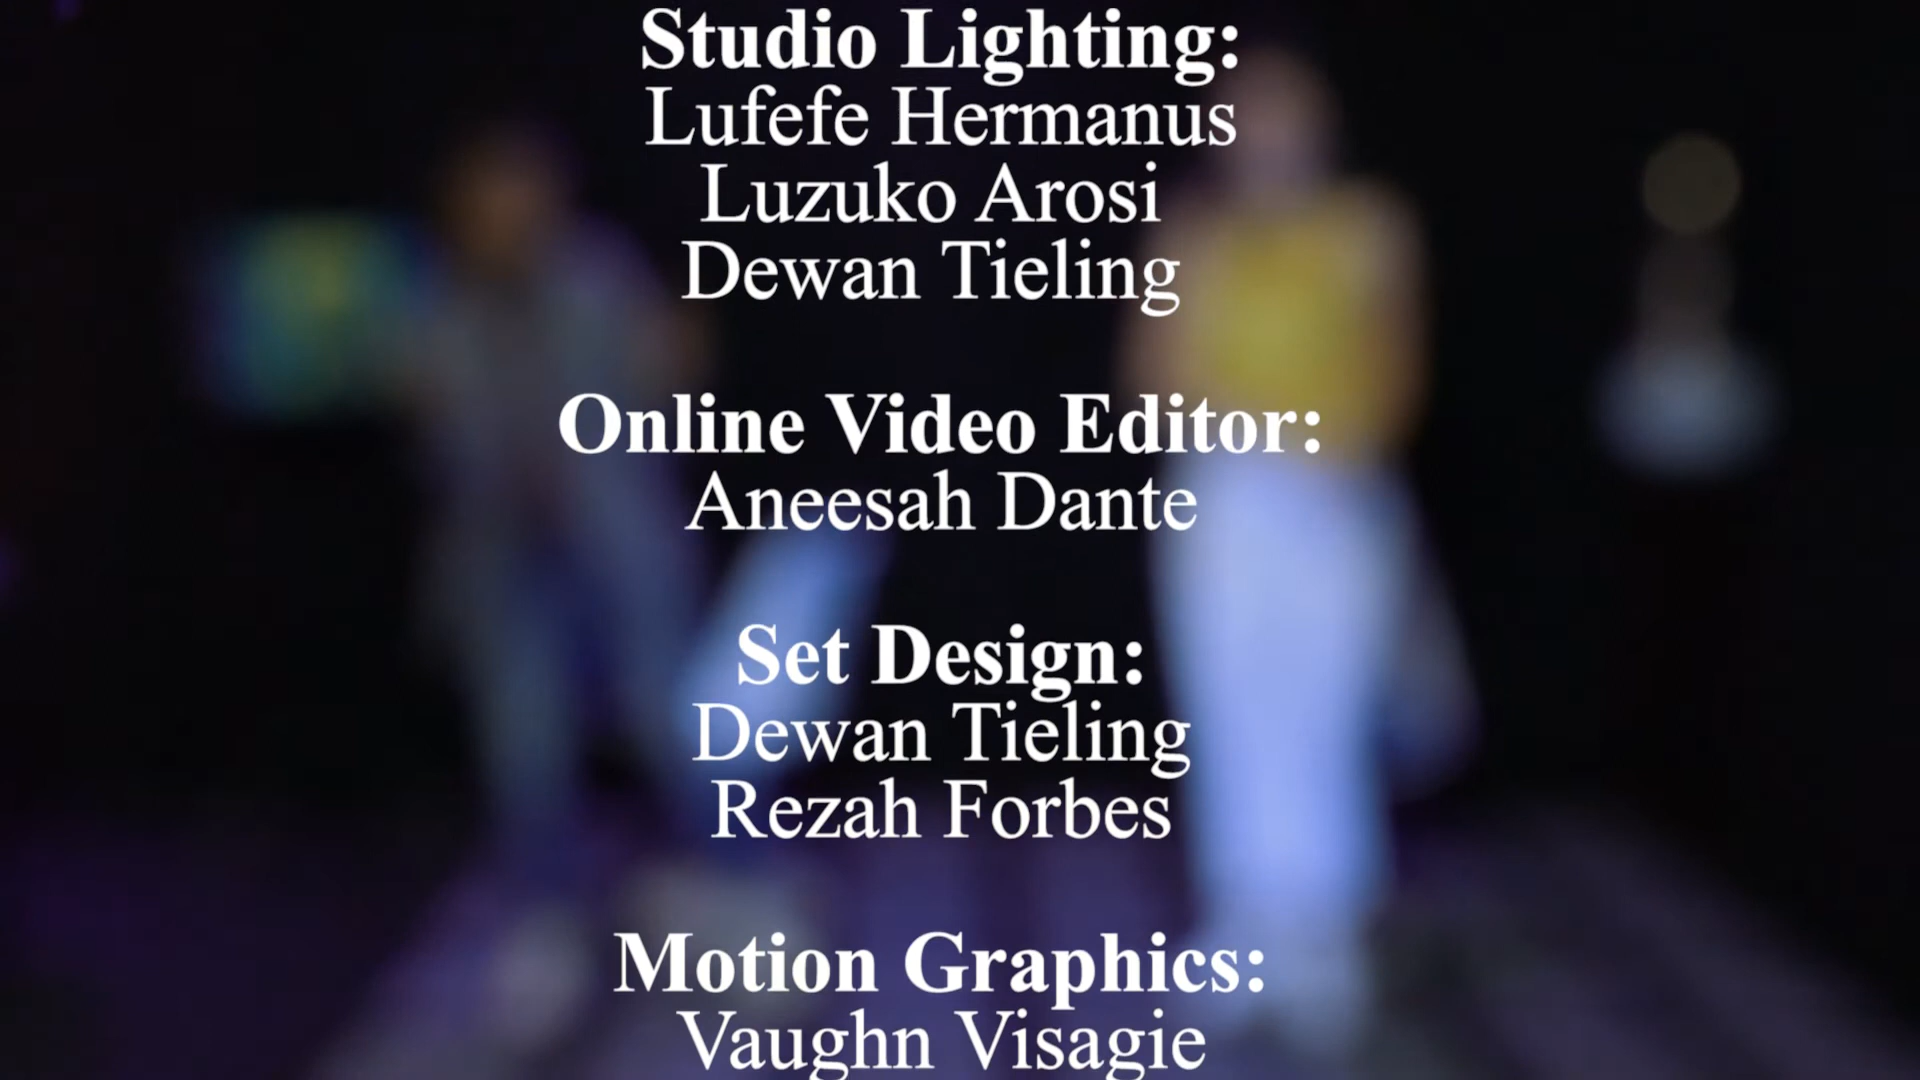 Studio Lighting:
Lufefe Hermanus
Luzuko Arosi
Dewan Tieling
Online Video Editor:
Aneesah Dante
Set Design:
Dewan Tieling
Rezah Forbes
Motion Graphics:
Vaughn Visagie